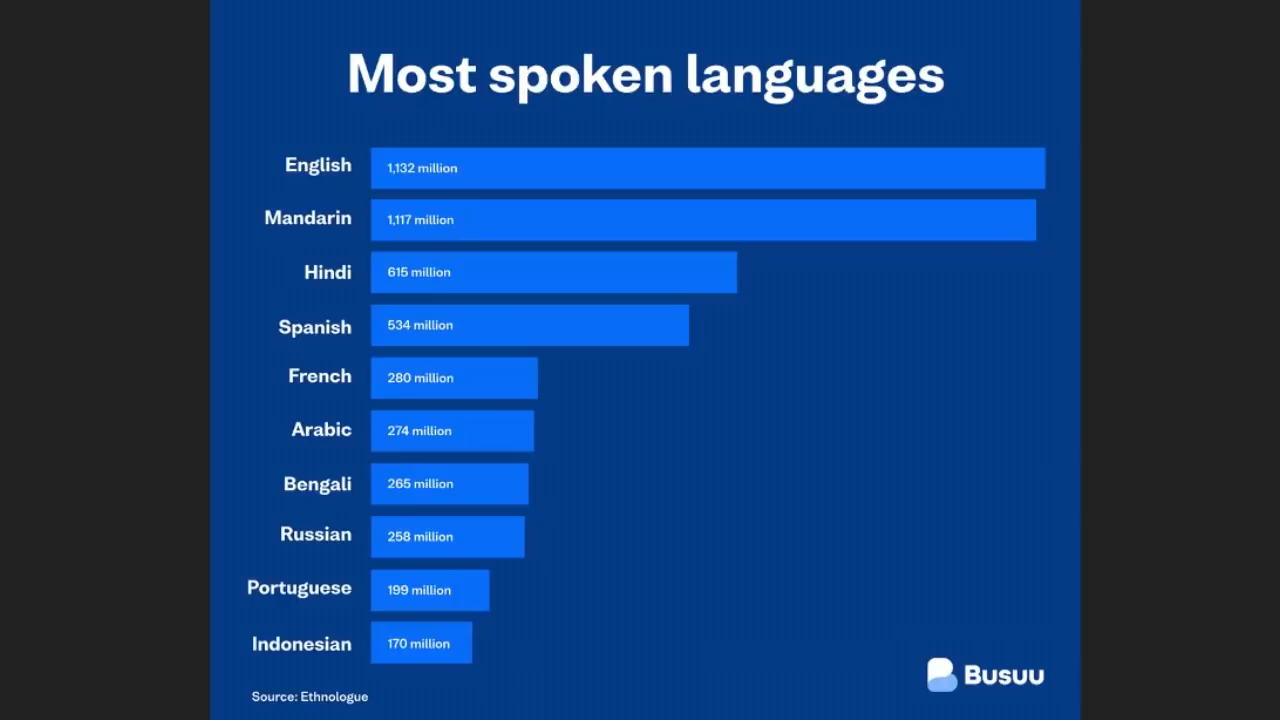 Most spoken languages
English 1,132 million
Mandarin 1,117 million
Hindi 615 million
Spanish 534 million
French 280 million
Arabic 274 million
Bengali 265 million
Russian 258 million
Portuguese 199 million
Indonesian 170 million
Busuu
Source: Ethnologue